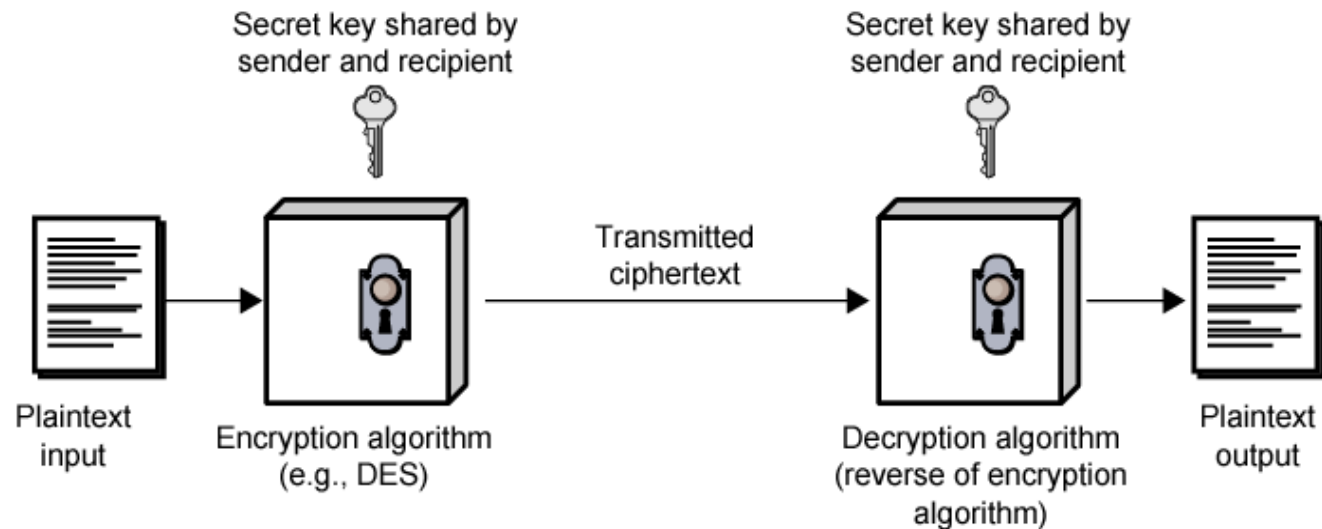 Secret key shared by
sender and recipient
Secret key shared by
sender and recipient
Transmitted
ciphertext
Plaintext
input
Encryption algorithm
(e.g., DES)
Decryption algorithm
(reverse of encryption
algorithm)
Plaintext
output